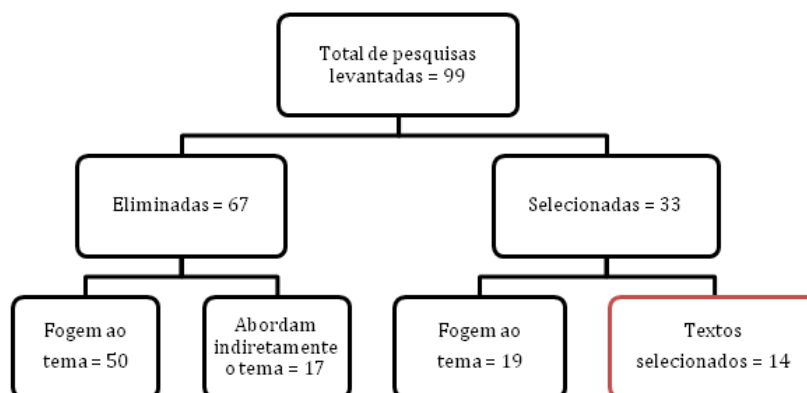 Total de pesquisas
levantadas = 99
Eliminadas = 67
Selecionadas = 33
Fogem ao
tema = 50
Abordam
indiretamente
o tema = 17
Fogem ao
tema = 19
Textos
selecionados = 14